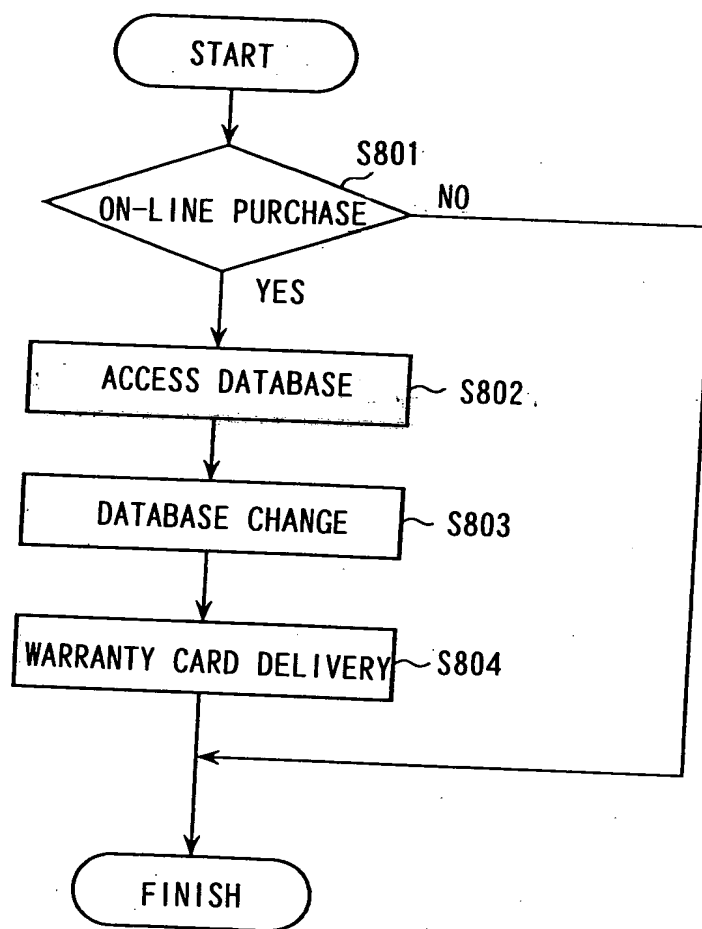 START
S801
ON-LINE PURCHASE
NO
YES
ACCESS DATABASE
S802
DATABASE CHANGE
S803
WARRANTY CARD DELIVERY
S804
FINISH